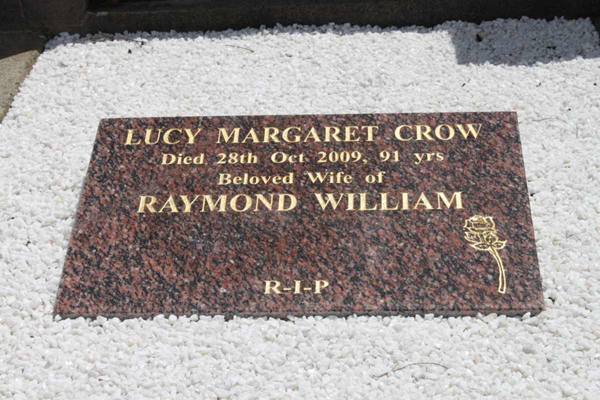 LUCY MARGARET CROW
Died 28th Oct 2009, 91 yrs
Beloved Wife of
RAYMOND WILLIAM
R-I-P